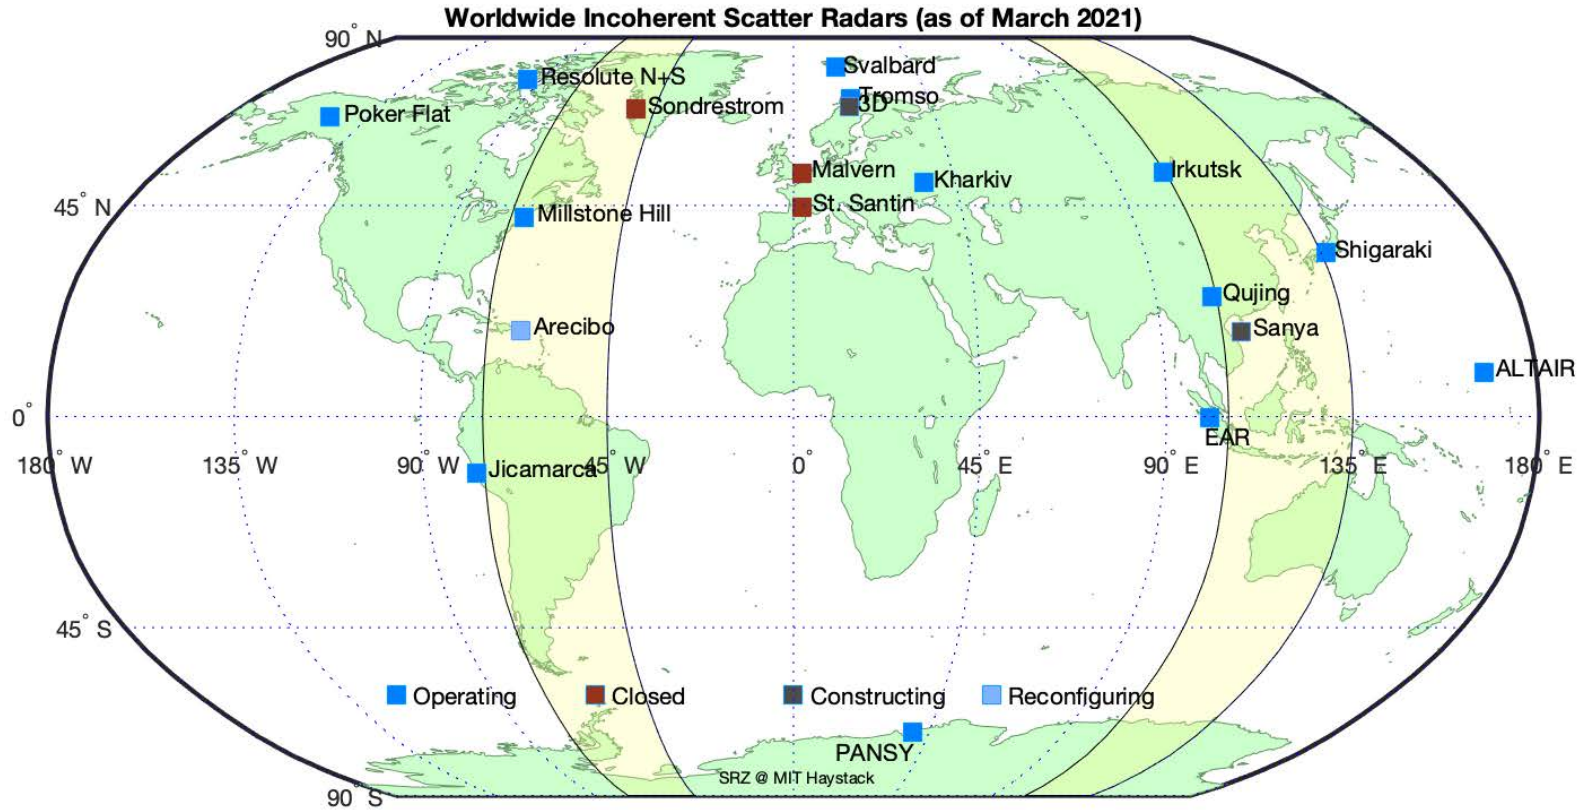 Worldwide Incoherent Scatter Radars (as of March 2021)
90° N
Svalbard
Resolute N+S
Tromso
3D
Sondrestrom
Poker Flat
Malvern
Irkutsk
Kharkiv
45° N
St. Santin
Millstone Hill
Shigaraki
Qujing
Arecibo
Sanya
ALTAIR
0°
EAR
180° W
135° W
90° W
45° W
0°
45° E
90° E
135° E
180° E
Jicamarca
45° S
Operating
Closed
Constructing
Reconfiguring
PANSY
SRZ @ MIT Haystack
90° S